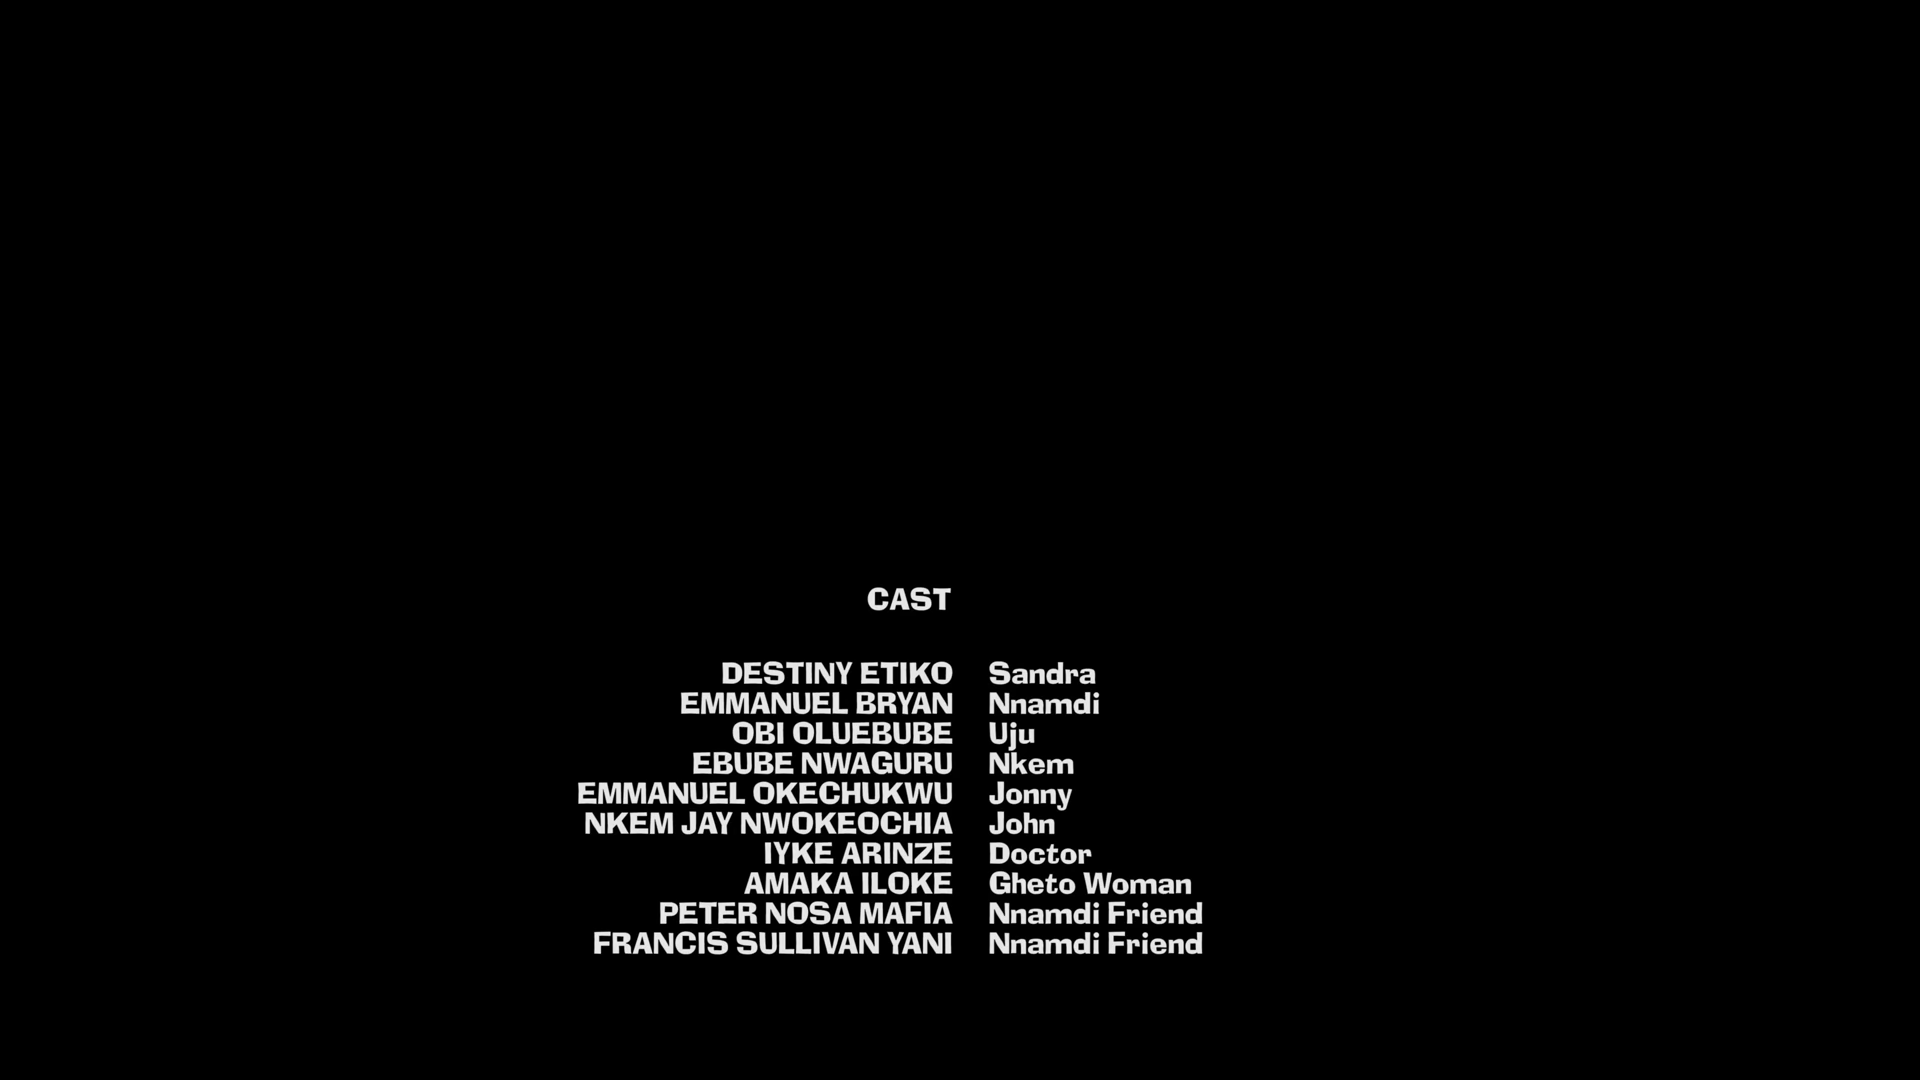 CAST
DESTINY ETIKO Sandra
EMMANUEL BRYAN Nnamdi
OBI OLUEBUBE Uju
EBUBE NWAGURU Nkem
EMMANUEL OKECHUKWU Jonny
NKEM JAY NWOKEOCHIA John
IYKE ARINZE Doctor
AMAKA ILOKE Gheto Woman
PETER NOSA MAFIA Nnamdi Friend
FRANCIS SULLIVAN YANI Nnamdi Friend